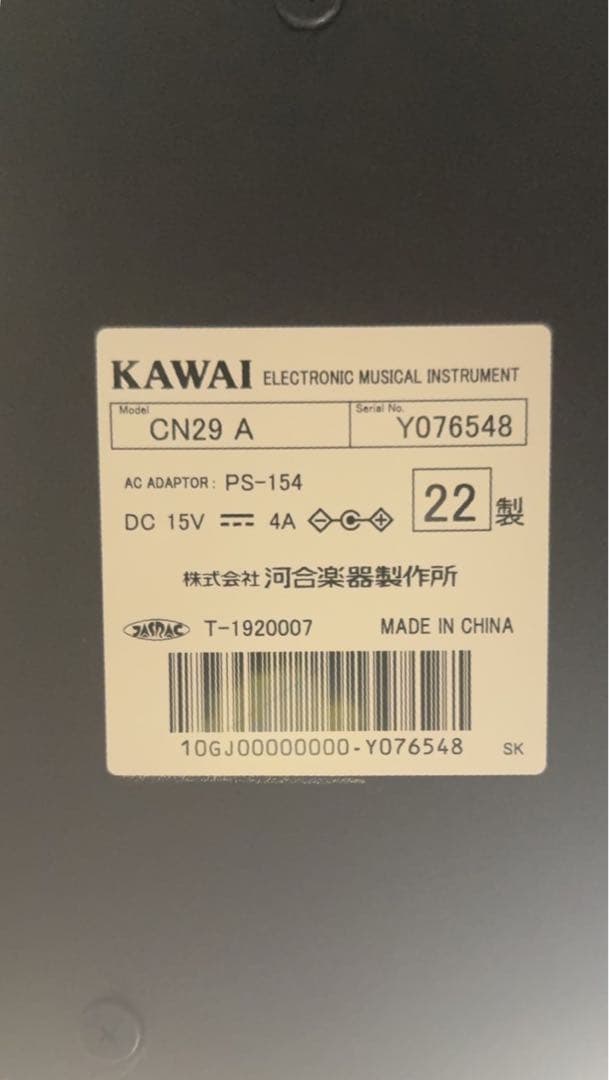 KAWAI ELECTRONIC MUSICAL INSTRUMENT
Model CN29 A Serial No. Y076548
AC ADAPTOR: PS-154
DC 15V 4A 22 製
株式会社 河合楽器製作所
JASRAC T-1920007 MADE IN CHINA
10GJ00000000-Y076548 SK